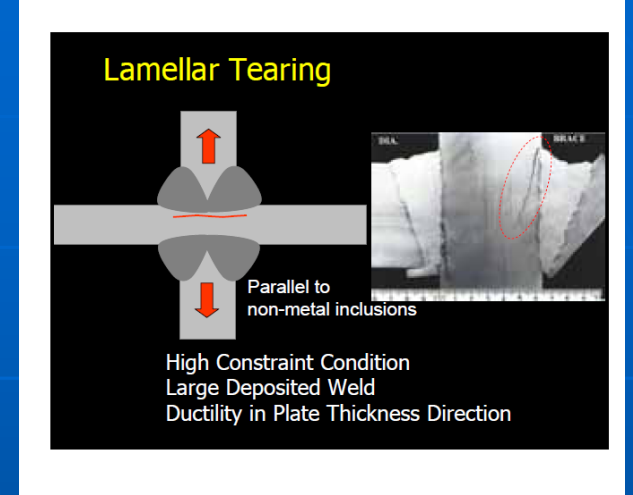 Lamellar Tearing
DIA.
BRACE
Parallel to
non-metal inclusions
High Constraint Condition
Large Deposited Weld
Ductility in Plate Thickness Direction